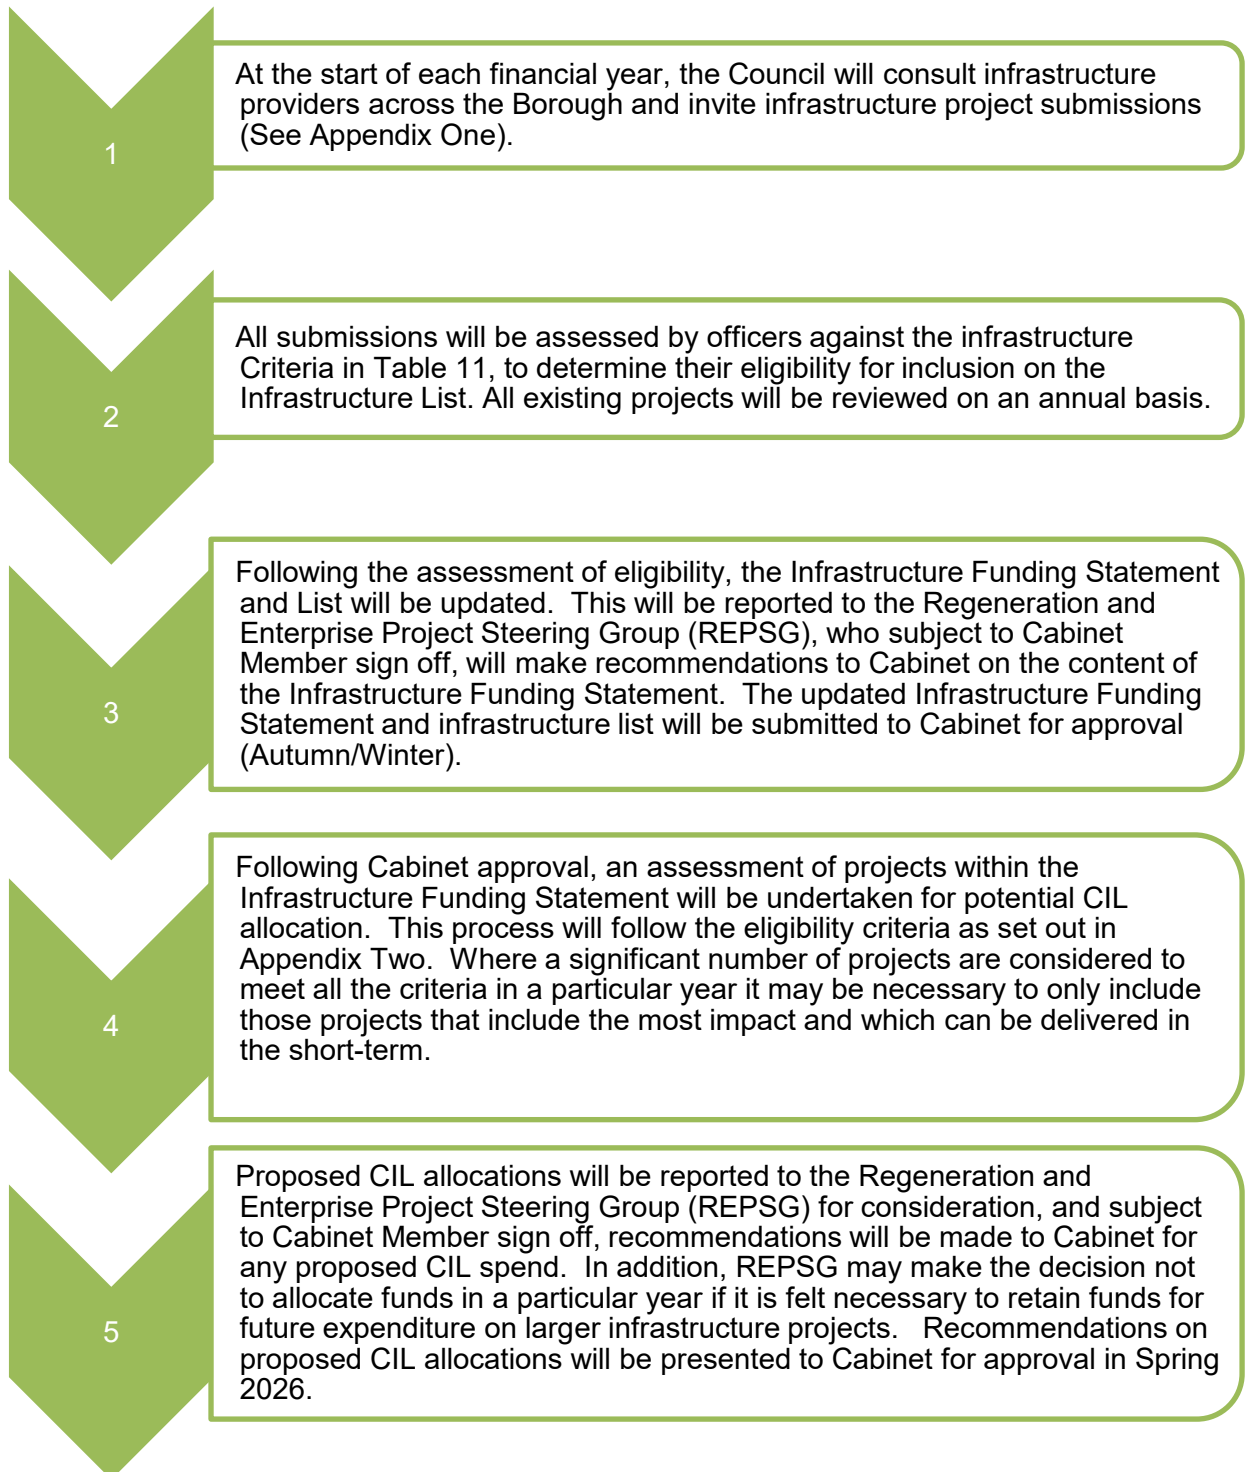 1
At the start of each financial year, the Council will consult infrastructure
providers across the Borough and invite infrastructure project submissions
(See Appendix One).
2
All submissions will be assessed by officers against the infrastructure
Criteria in Table 11, to determine their eligibility for inclusion on the
Infrastructure List. All existing projects will be reviewed on an annual basis.
3
Following the assessment of eligibility, the Infrastructure Funding Statement
and List will be updated.  This will be reported to the Regeneration and
Enterprise Project Steering Group (REPSG), who subject to Cabinet
Member sign off, will make recommendations to Cabinet on the content of
the Infrastructure Funding Statement.  The updated Infrastructure Funding
Statement and infrastructure list will be submitted to Cabinet for approval
(Autumn/Winter).
4
Following Cabinet approval, an assessment of projects within the
Infrastructure Funding Statement will be undertaken for potential CIL
allocation.  This process will follow the eligibility criteria as set out in
Appendix Two.  Where a significant number of projects are considered to
meet all the criteria in a particular year it may be necessary to only include
those projects that include the most impact and which can be delivered in
the short-term.
5
Proposed CIL allocations will be reported to the Regeneration and
Enterprise Project Steering Group (REPSG) for consideration, and subject
to Cabinet Member sign off, recommendations will be made to Cabinet for
any proposed CIL spend.  In addition, REPSG may make the decision not
to allocate funds in a particular year if it is felt necessary to retain funds for
future expenditure on larger infrastructure projects.   Recommendations on
proposed CIL allocations will be presented to Cabinet for approval in Spring
2026.